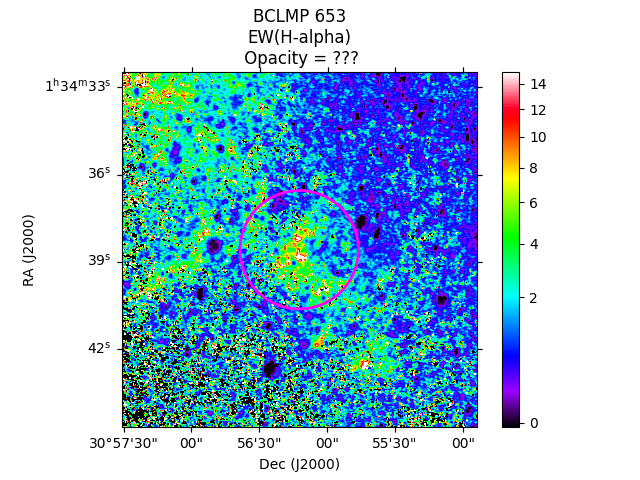 BCLMP 653
EW(H-alpha)
Opacity = ???
1ʰ34ᵐ33ˢ
36ˢ
39ˢ
42ˢ
RA (J2000)
30°57'30" 00" 56'30" 00" 55'30" 00"
Dec (J2000)
14
12
10
8
6
4
2
0